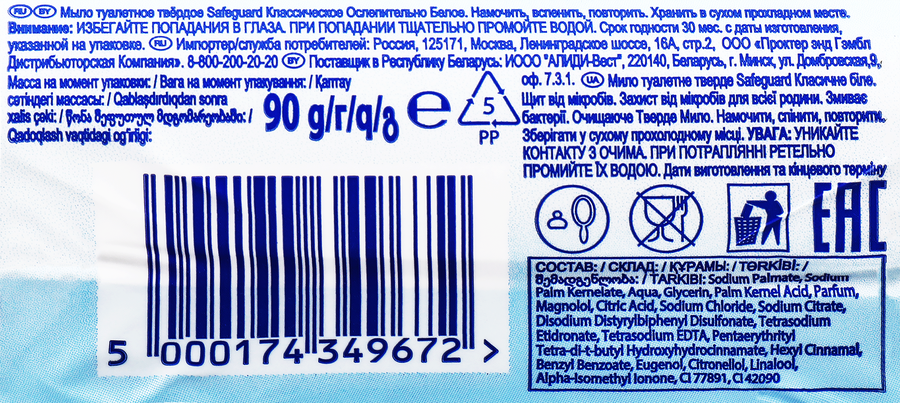 RU BY Мыло туалетное твёрдое Safeguard Классическое Ослепительно Белое. Намочить, вспенить, повторить. Хранить в сухом прохладном месте.
Внимание: ИЗБЕГАЙТЕ ПОПАДАНИЯ В ГЛАЗА. ПРИ ПОПАДАНИИ ТЩАТЕЛЬНО ПРОМОЙТЕ ВОДОЙ. Срок годности 30 мес. с даты изготовления,
указанной на упаковке. RU Импортер/служба потребителей: Россия, 125171, Москва, Ленинградское шоссе, 16А, стр.2, ООО «Проктер энд Гэмбл
Дистрибьюторская Компания». 8-800-200-20-20 BY Поставщик в Республику Беларусь: ИООО "АЛИДИ-Вест", 220140, Беларусь, г. Минск, ул. Домбровская,9,
оф. 7.3.1. UA Мило туалетне тверде Safeguard Класичне біле.
Щит від мікробів. Захист від мікробів для всієї родини. Змиває
бактерії. Очищаюче Тверде Мило. Намочити, спінити, повторити.
Зберігати у сухому прохолодному місці. УВАГА: УНИКАЙТЕ
КОНТАКТУ З ОЧИМА. ПРИ ПОТРАПЛЯННІ РЕТЕЛЬНО
ПРОМИЙТЕ ЇХ ВОДОЮ. Дати виготовлення та кінцевого терміну
Масса на момент упаковки: / Вага на момент упакування: / Қаптау
сәтіндегі массасы: / Qablaşdırdıqdan sonra
xalis çəki: / წონა შეფუთულ მდგომარეობაში: /
Qadoqlash vaqtidagi og'irligi:
90 g/г/q/გ
5
PP
EAC
5 000174 349672 >
СОСТАВ: / СКЛАД: / ҚҰРАМЫ: / TƏRKİBİ: /
შემადგენლობა: / TARKIBI: Sodium Palmate, Sodium
Palm Kernelate, Aqua, Glycerin, Palm Kernel Acid, Parfum,
Magnolol, Citric Acid, Sodium Chloride, Sodium Citrate,
Disodium Distyrylbiphenyl Disulfonate, Tetrasodium
Etidronate, Tetrasodium EDTA, Pentaerythrityl
Tetra-di-t-butyl Hydroxyhydrocinnamate, Hexyl Cinnamal,
Benzyl Benzoate, Eugenol, Citronellol, Linalool,
Alpha-Isomethyl Ionone, CI 77891, CI 42090